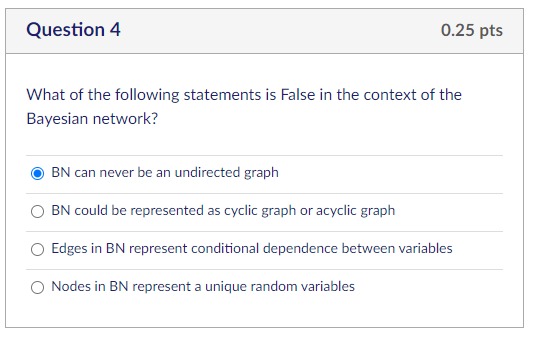 Question 4
0.25 pts
What of the following statements is False in the context of the
Bayesian network?
BN can never be an undirected graph
BN could be represented as cyclic graph or acyclic graph
Edges in BN represent conditional dependence between variables
Nodes in BN represent a unique random variables